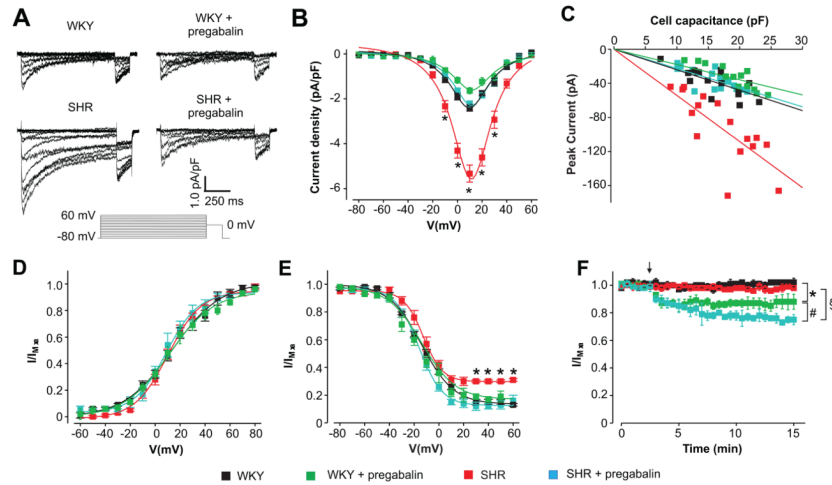 A
WKY
WKY +
pregabalin
SHR
SHR +
pregabalin
1.0 pA/pF
250 ms
60 mV
-80 mV
0 mV
B
Current density (pA/pF)
0
-2
-4
-6
-80 -60 -40 -20 0 20 40 60
V(mV)
* * * * *
C
Cell capacitance (pF)
0 5 10 15 20 25 30
Peak Current (pA)
0
-40
-80
-120
-160
D
I/I
1.0
0.8
0.6
0.4
0.2
0.0
-60 -40 -20 0 20 40 60 80
V(mV)
E
I/I
1.0
0.8
0.6
0.4
0.2
0
-80 -60 -40 -20 0 20 40 60
V(mV)
* * * *
F
I/I
1.0
0.8
0.6
0.4
0.2
0.0
0 5 10 15
Time (min)
*
#
WKY
WKY + pregabalin
SHR
SHR + pregabalin